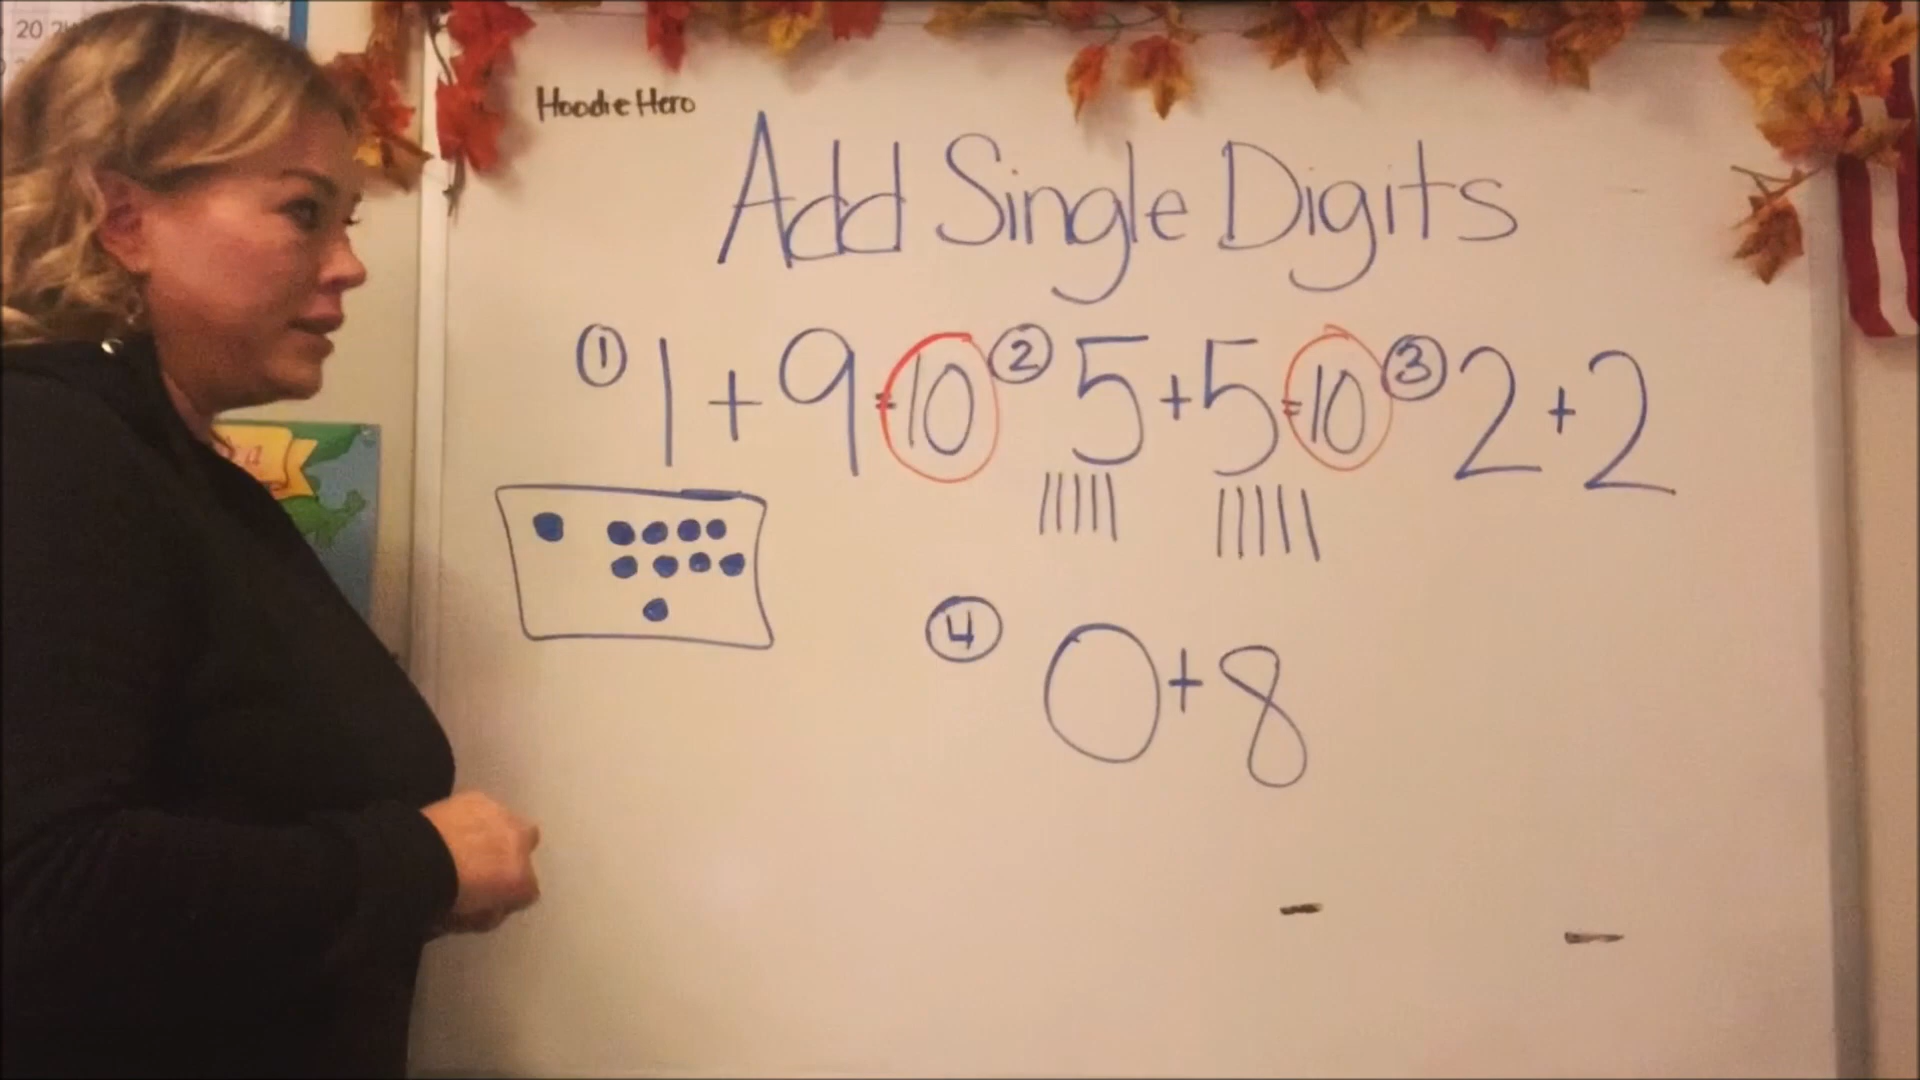 20
Hoodie Hero
Add Single Digits
① 1+9=10 ② 5+5=10 ③ 2+2
④ 0+8